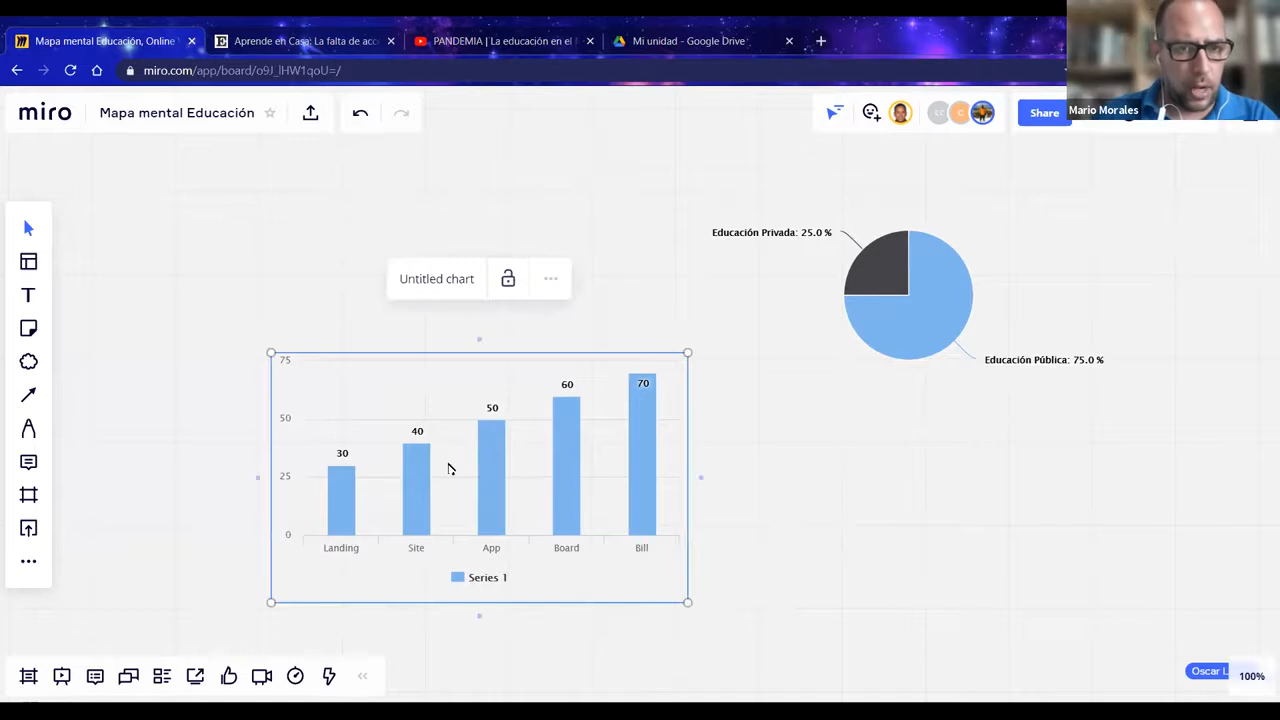 Mapa mental Educación, Online
Aprende en Casa: La falta de acc
PANDEMIA | La educación en el
Mi unidad - Google Drive
miro.com/app/board/o9J_lHW1qoU=/
miro
Mapa mental Educación
Share
Mario Morales
Educación Privada: 25.0 %
Educación Pública: 75.0 %
Untitled chart
75
50
25
0
30
40
50
60
70
Landing
Site
App
Board
Bill
Series 1
Oscar L
100%